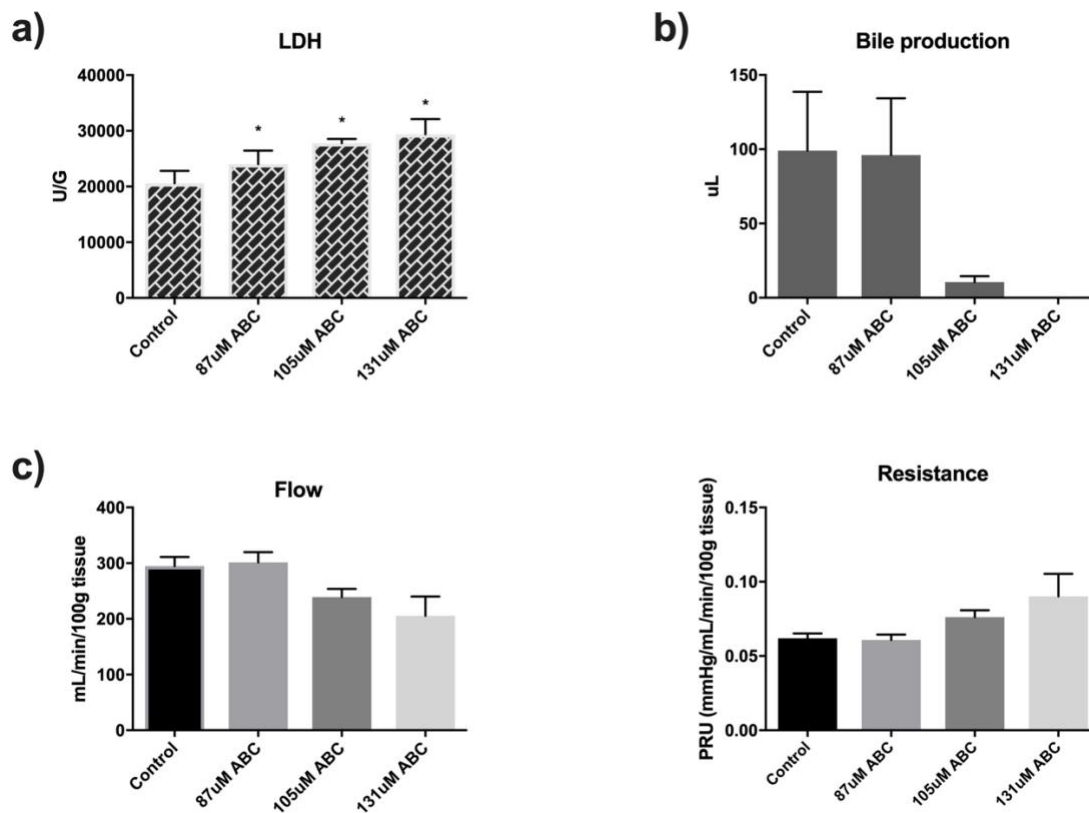 a)
LDH
U/G
40000
30000
20000
10000
0
* * *
Control
87uM ABC
105uM ABC
131uM ABC
b)
Bile production
uL
150
100
50
0
Control
87uM ABC
105uM ABC
131uM ABC
c)
Flow
mL/min/100g tissue
400
300
200
100
0
Control
87uM ABC
105uM ABC
131uM ABC
Resistance
PRU (mmHg/mL/min/100g tissue)
0.15
0.10
0.05
0.00
Control
87uM ABC
105uM ABC
131uM ABC